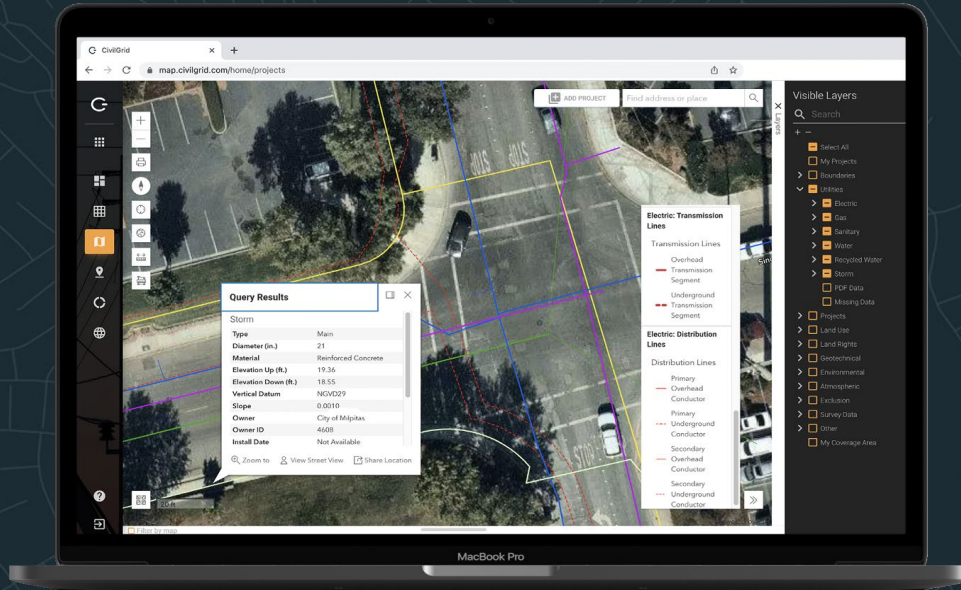 CivilGrid
map.civilgrid.com/home/projects
ADD PROJECT
Find address or place
Layers
STOP
STOP
Query Results
Storm
Type Main
Diameter (in.) 21
Material Reinforced Concrete
Elevation Up (ft.) 19.36
Elevation Down (ft.) 18.55
Vertical Datum NGVD29
Slope 0.0010
Owner City of Milpitas
Owner ID 4608
Install Date Not Available
Zoom to View Street View Share Location
20 ft
Filter by map
Electric: Transmission
Lines
Transmission Lines
Overhead
Transmission
Segment
Underground
Transmission
Segment
Electric: Distribution
Lines
Distribution Lines
Primary
Overhead
Conductor
Primary
Underground
Conductor
Secondary
Overhead
Conductor
Secondary
Underground
Conductor
Visible Layers
Search
Select All
My Projects
Boundaries
Utilities
Electric
Gas
Sanitary
Water
Recycled Water
Storm
PDF Data
Missing Data
Projects
Land Use
Land Rights
Geotechnical
Environmental
Atmospheric
Exclusion
Survey Data
Other
My Coverage Area
MacBook Pro